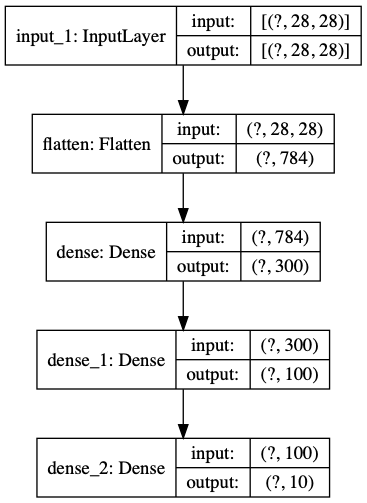 input_1: InputLayer
input: [(?, 28, 28)]
output: [(?, 28, 28)]
flatten: Flatten
input: (?, 28, 28)
output: (?, 784)
dense: Dense
input: (?, 784)
output: (?, 300)
dense_1: Dense
input: (?, 300)
output: (?, 100)
dense_2: Dense
input: (?, 100)
output: (?, 10)